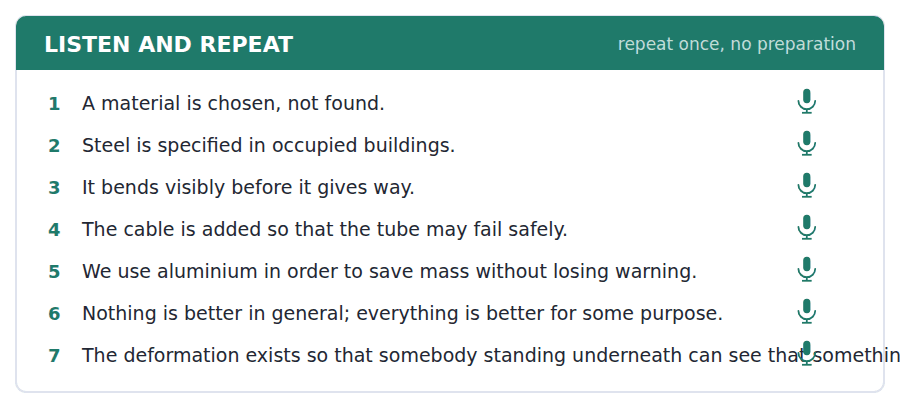 LISTEN AND REPEAT
repeat once, no preparation
1 A material is chosen, not found.
2 Steel is specified in occupied buildings.
3 It bends visibly before it gives way.
4 The cable is added so that the tube may fail safely.
5 We use aluminium in order to save mass without losing warning.
6 Nothing is better in general; everything is better for some purpose.
7 The deformation exists so that somebody standing underneath can see that somethin